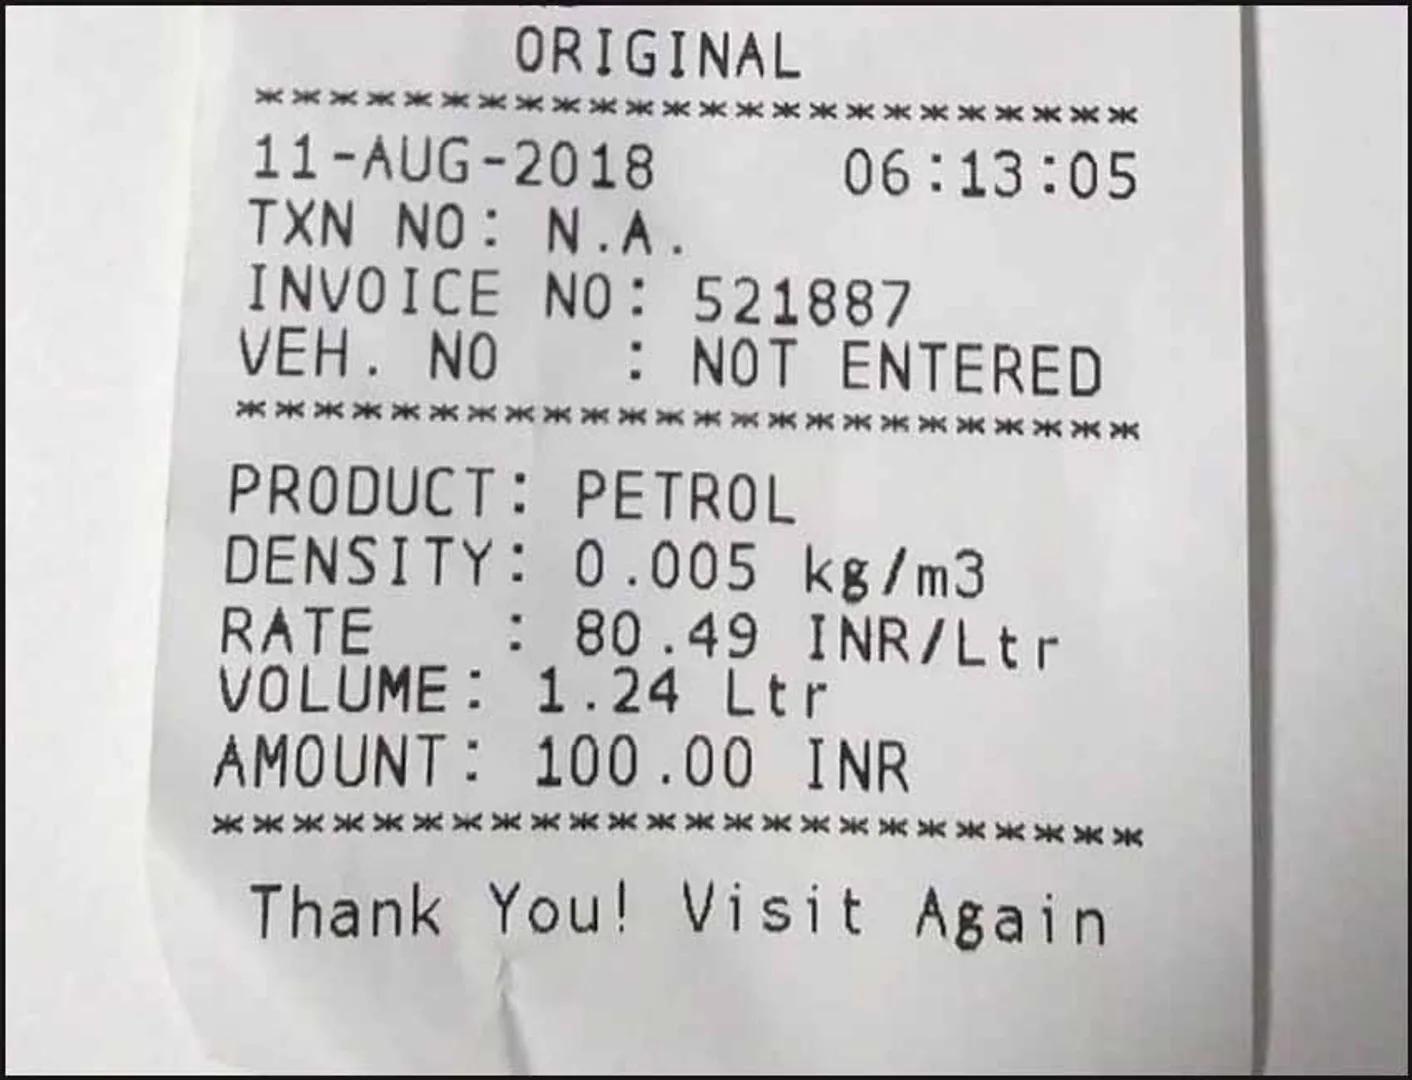 ORIGINAL
************************
11-AUG-2018 06:13:05
TXN NO: N.A.
INVOICE NO: 521887
VEH. NO : NOT ENTERED
************************
PRODUCT: PETROL
DENSITY: 0.005 kg/m3
RATE : 80.49 INR/Ltr
VOLUME: 1.24 Ltr
AMOUNT: 100.00 INR
************************
Thank You! Visit Again